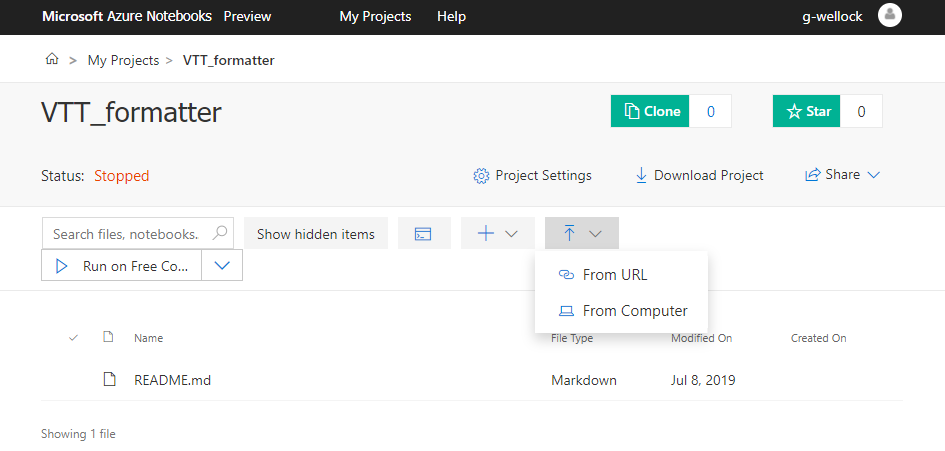 Microsoft Azure Notebooks Preview My Projects Help g-wellock
> My Projects > VTT_formatter
VTT_formatter Clone 0 Star 0
Status: Stopped Project Settings Download Project Share
Search files, notebooks. Show hidden items
Run on Free Co...
From URL
From Computer
Name File Type Modified On Created On
README.md Markdown Jul 8, 2019
Showing 1 file